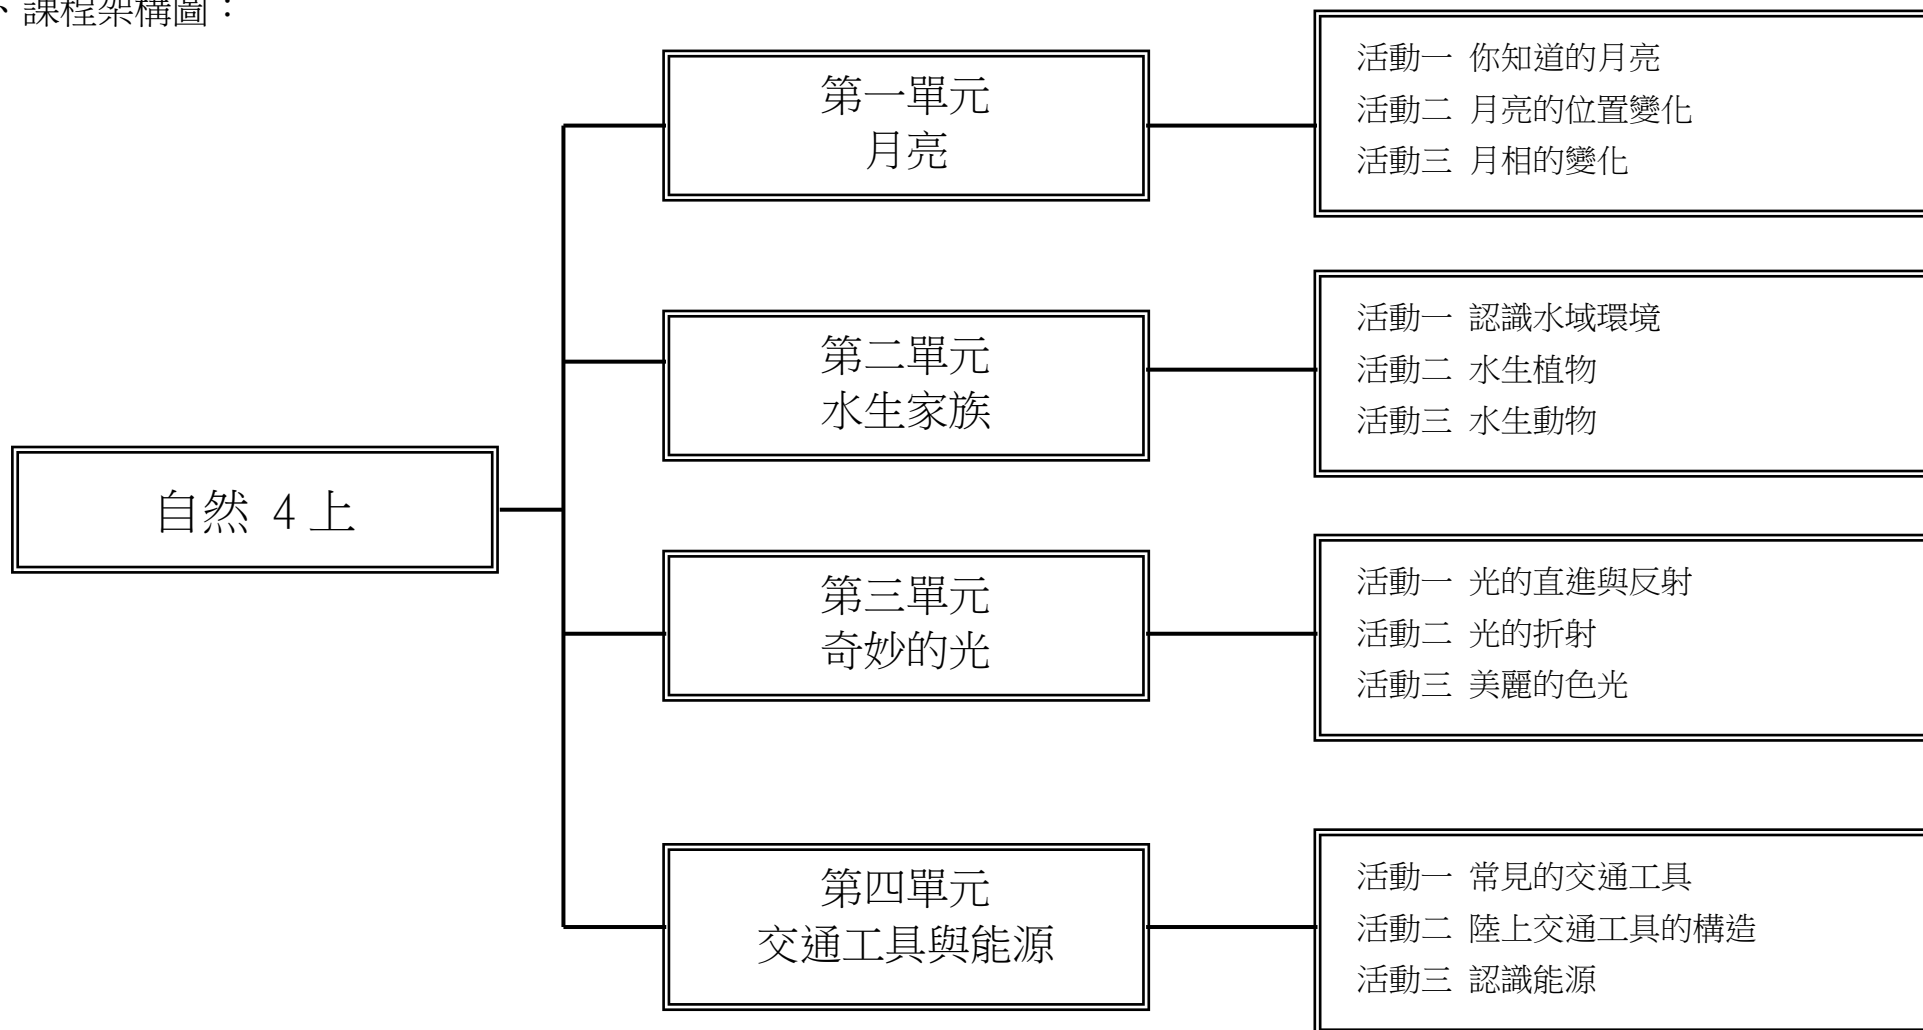 、課程架構圖：
自然 4 上
第一單元
月亮
活動一 你知道的月亮
活動二 月亮的位置變化
活動三 月相的變化
第二單元
水生家族
活動一 認識水域環境
活動二 水生植物
活動三 水生動物
第三單元
奇妙的光
活動一 光的直進與反射
活動二 光的折射
活動三 美麗的色光
第四單元
交通工具與能源
活動一 常見的交通工具
活動二 陸上交通工具的構造
活動三 認識能源